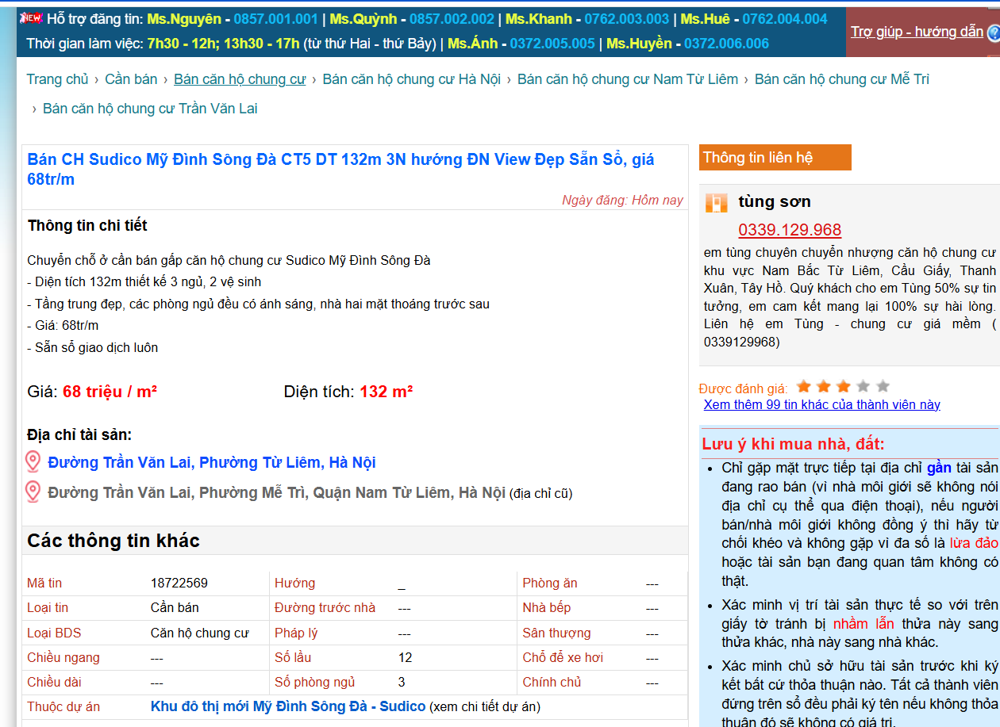 NEW Hỗ trợ đăng tin: Ms.Nguyên - 0857.001.001 | Ms.Quỳnh - 0857.002.002 | Ms.Khanh - 0762.003.003 | Ms.Huê - 0762.004.004
Thời gian làm việc: 7h30 - 12h; 13h30 - 17h (từ thứ Hai - thứ Bảy) | Ms.Ánh - 0372.005.005 | Ms.Huyền - 0372.006.006
Trợ giúp - hướng dẫn ?
Trang chủ › Cần bán › Bán căn hộ chung cư › Bán căn hộ chung cư Hà Nội › Bán căn hộ chung cư Nam Từ Liêm › Bán căn hộ chung cư Mễ Trì
› Bán căn hộ chung cư Trần Văn Lai
Bán CH Sudico Mỹ Đình Sông Đà CT5 DT 132m 3N hướng ĐN View Đẹp Sẵn Sổ, giá
68tr/m
Ngày đăng: Hôm nay
Thông tin chi tiết
Chuyển chỗ ở cần bán gấp căn hộ chung cư Sudico Mỹ Đình Sông Đà
- Diện tích 132m thiết kế 3 ngủ, 2 vệ sinh
- Tầng trung đẹp, các phòng ngủ đều có ánh sáng, nhà hai mặt thoáng trước sau
- Giá: 68tr/m
- Sẵn sổ giao dịch luôn
Giá: 68 triệu / m² Diện tích: 132 m²
Địa chỉ tài sản:
Đường Trần Văn Lai, Phường Từ Liêm, Hà Nội
Đường Trần Văn Lai, Phường Mễ Trì, Quận Nam Từ Liêm, Hà Nội (địa chỉ cũ)
Các thông tin khác
Mã tin 18722569 Hướng _ Phòng ăn ---
Loại tin Cần bán Đường trước nhà --- Nhà bếp ---
Loại BDS Căn hộ chung cư Pháp lý --- Sân thượng ---
Chiều ngang --- Số lầu 12 Chổ để xe hơi ---
Chiều dài --- Số phòng ngủ 3 Chính chủ ---
Thuộc dự án Khu đô thị mới Mỹ Đình Sông Đà - Sudico (xem chi tiết dự án)
Thông tin liên hệ
tùng sơn
0339.129.968
em tùng chuyên chuyển nhượng căn hộ chung cư
khu vực Nam Bắc Từ Liêm, Cầu Giấy, Thanh
Xuân, Tây Hồ. Quý khách cho em Tùng 50% sự tin
tưởng, em cam kết mang lại 100% sự hài lòng.
Liên hệ em Tùng - chung cư giá mềm (
0339129968)
Được đánh giá:
Xem thêm 99 tin khác của thành viên này
Lưu ý khi mua nhà, đất:
• Chỉ gặp mặt trực tiếp tại địa chỉ gần tài sản
đang rao bán (vì nhà môi giới sẽ không nói
địa chỉ cụ thể qua điện thoại), nếu người
bán/nhà môi giới không đồng ý thì hãy từ
chối khéo và không gặp vì đa số là lừa đảo
hoặc tài sản bạn đang quan tâm không có
thật.
• Xác minh vị trí tài sản thực tế so với trên
giấy tờ tránh bị nhầm lẫn thửa này sang
thửa khác, nhà này sang nhà khác.
• Xác minh chủ sở hữu tài sản trước khi ký
kết bất cứ thỏa thuận nào. Tất cả thành viên
đứng trên sổ đều phải ký tên nếu không thỏa
thuận đó sẽ không có giá trị.